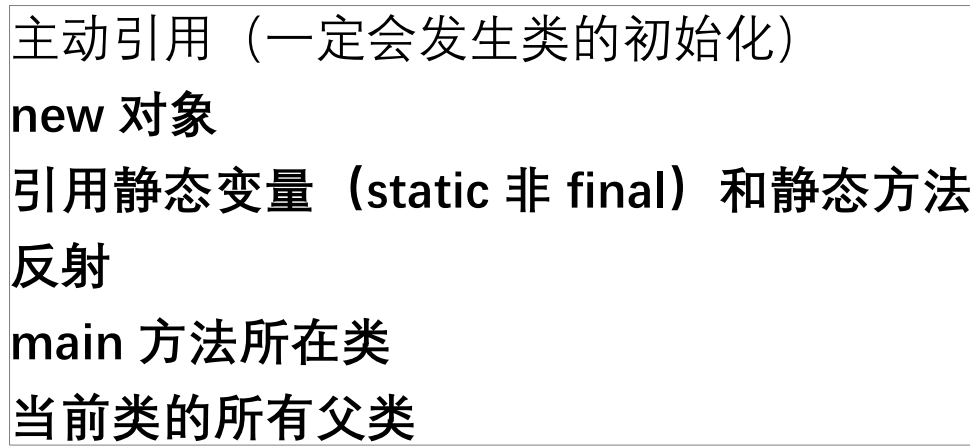 主动引用（一定会发生类的初始化）
new 对象
引用静态变量（static 非 final）和静态方法
反射
main 方法所在类
当前类的所有父类